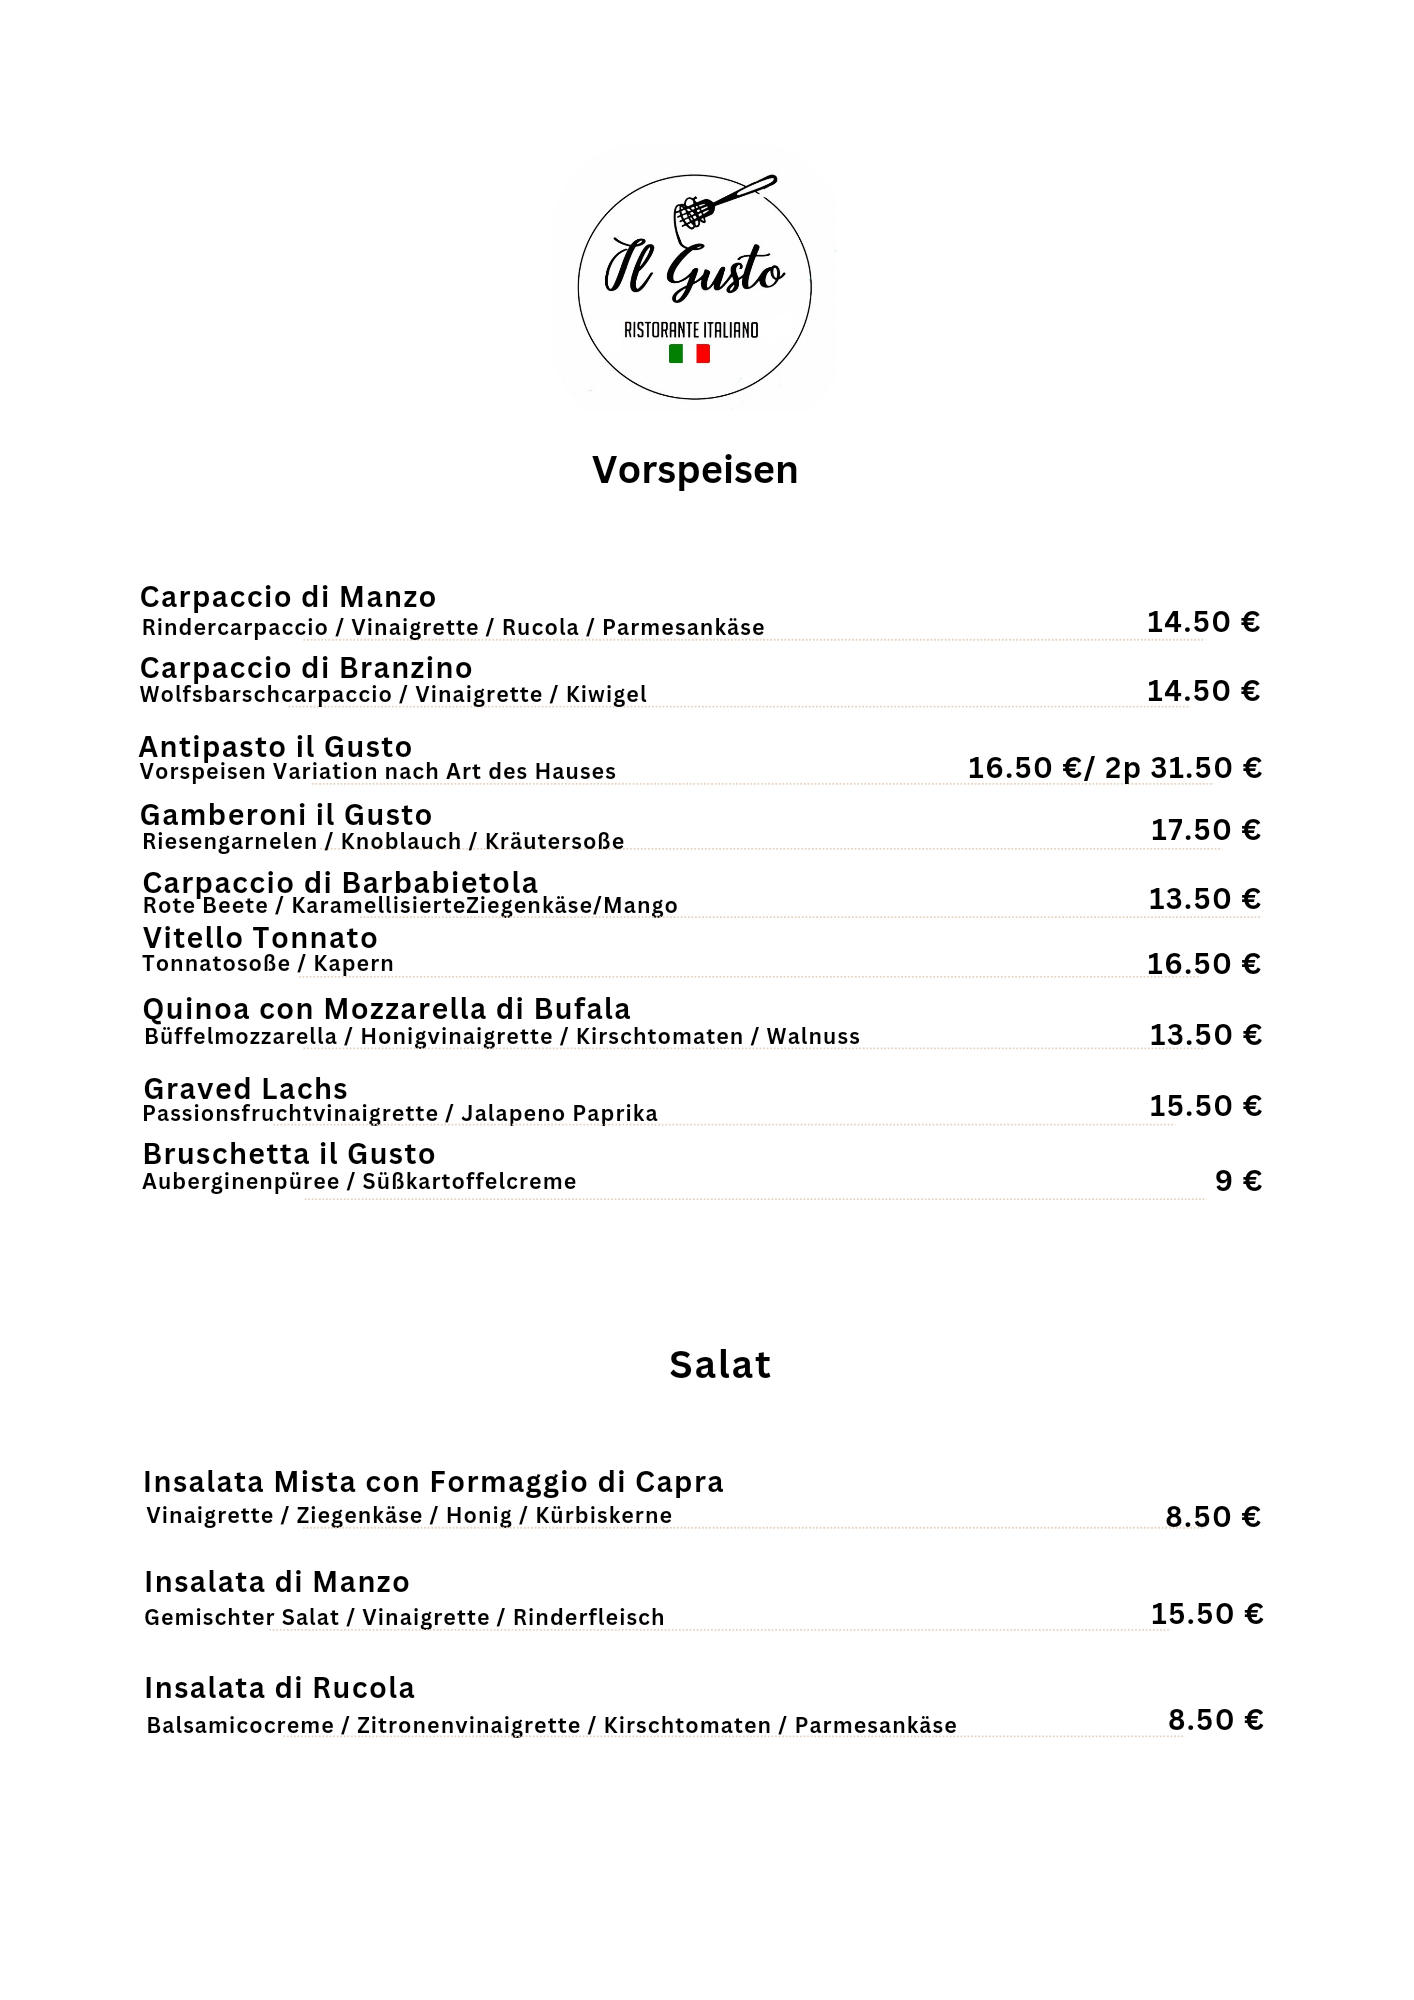 Il Gusto
RISTORANTE ITALIANO
Vorspeisen
Carpaccio di Manzo
Rindercarpaccio / Vinaigrette / Rucola / Parmesankäse 14.50 €
Carpaccio di Branzino
Wolfsbarschcarpaccio / Vinaigrette / Kiwigel 14.50 €
Antipasto il Gusto
Vorspeisen Variation nach Art des Hauses 16.50 €/ 2p 31.50 €
Gamberoni il Gusto
Riesengarnelen / Knoblauch / Kräutersoße 17.50 €
Carpaccio di Barbabietola
Rote Beete / KaramellisierteZiegenkäse/Mango 13.50 €
Vitello Tonnato
Tonnatosoße / Kapern 16.50 €
Quinoa con Mozzarella di Bufala
Büffelmozzarella / Honigvinaigrette / Kirschtomaten / Walnuss 13.50 €
Graved Lachs
Passionsfruchtvinaigrette / Jalapeno Paprika 15.50 €
Bruschetta il Gusto
Auberginenpüree / Süßkartoffelcreme 9 €
Salat
Insalata Mista con Formaggio di Capra
Vinaigrette / Ziegenkäse / Honig / Kürbiskerne 8.50 €
Insalata di Manzo
Gemischter Salat / Vinaigrette / Rinderfleisch 15.50 €
Insalata di Rucola
Balsamicocreme / Zitronenvinaigrette / Kirschtomaten / Parmesankäse 8.50 €